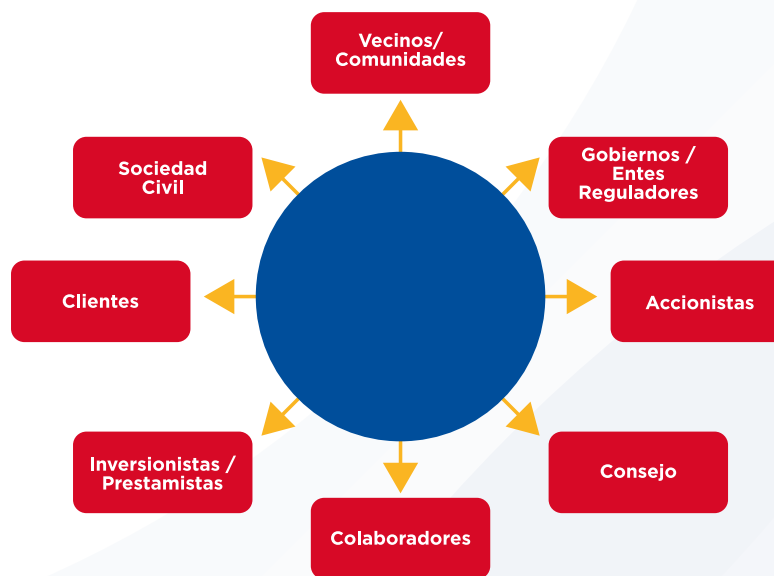 Vecinos/
Comunidades
Sociedad
Civil
Gobiernos /
Entes
Reguladores
Clientes
Accionistas
Inversionistas /
Prestamistas
Consejo
Colaboradores